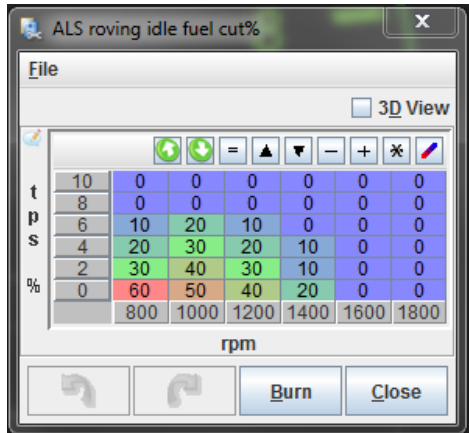 ALS roving idle fuel cut%
x
File
3D View
= - + *
10 0 0 0 0 0 0
8 0 0 0 0 0 0
6 10 20 10 0 0 0
4 20 30 20 10 0 0
2 30 40 30 10 0 0
0 60 50 40 20 0 0
800 1000 1200 1400 1600 1800
tps %
rpm
Burn Close